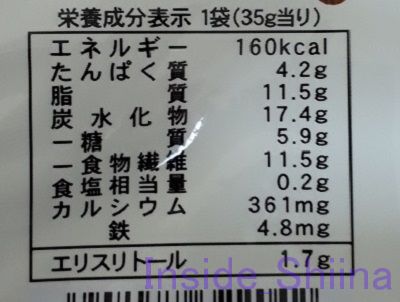 栄養成分表示 1袋(35g当り)
エネルギー 160kcal
たんぱく質 4.2g
脂質 11.5g
炭水化物 17.4g
ー糖質 5.9g
ー食物繊維 11.5g
食塩相当量 0.2g
カルシウム 361mg
鉄 4.8mg
エリスリトール 1.7g
Inside Shiina